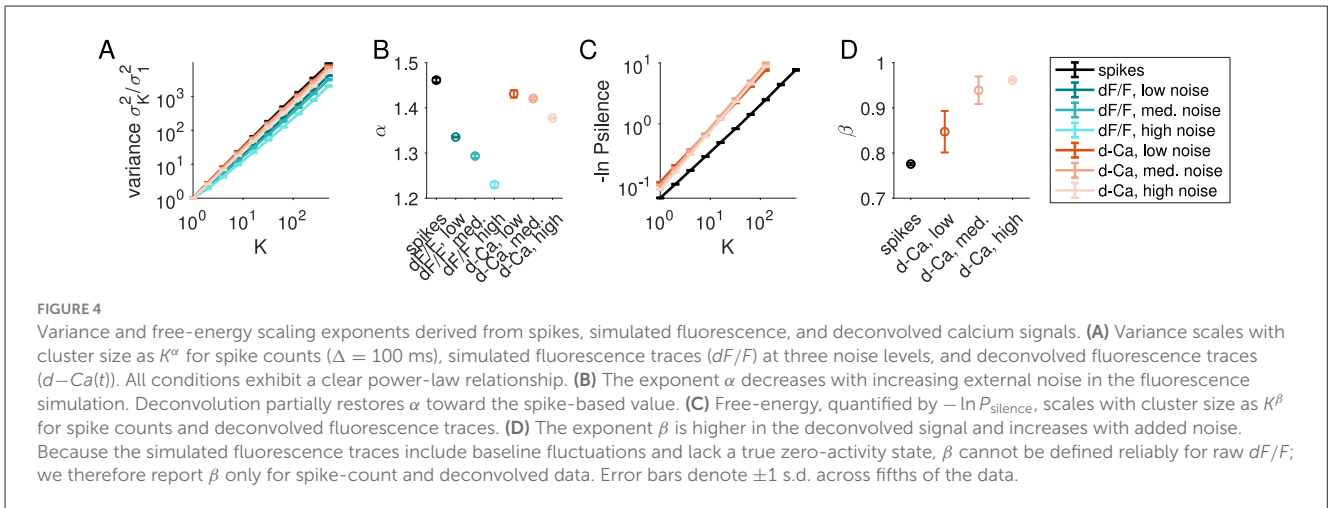 A
variance σ²_K/σ²_1
10³
10²
10¹
10⁰
10⁰ 10¹ 10²
K
B
α
1.5
1.4
1.3
1.2
spikes
dF/F, low
dF/F, med.
dF/F, high
d-Ca, low
d-Ca, med.
d-Ca, high
C
-ln Psilence
10¹
10⁰
10⁻¹
10⁰ 10¹ 10²
K
D
β
1
0.9
0.8
0.7
spikes
d-Ca, low
d-Ca, med.
d-Ca, high
spikes
dF/F, low noise
dF/F, med. noise
dF/F, high noise
d-Ca, low noise
d-Ca, med. noise
d-Ca, high noise
FIGURE 4
Variance and free-energy scaling exponents derived from spikes, simulated fluorescence, and deconvolved calcium signals. (A) Variance scales with
cluster size as K^α for spike counts (Δ = 100 ms), simulated fluorescence traces (dF/F) at three noise levels, and deconvolved fluorescence traces
(d−Ca(t)). All conditions exhibit a clear power-law relationship. (B) The exponent α decreases with increasing external noise in the fluorescence
simulation. Deconvolution partially restores α toward the spike-based value. (C) Free-energy, quantified by − ln P_silence, scales with cluster size as K^β
for spike counts and deconvolved fluorescence traces. (D) The exponent β is higher in the deconvolved signal and increases with added noise.
Because the simulated fluorescence traces include baseline fluctuations and lack a true zero-activity state, β cannot be defined reliably for raw dF/F;
we therefore report β only for spike-count and deconvolved data. Error bars denote ±1 s.d. across fifths of the data.